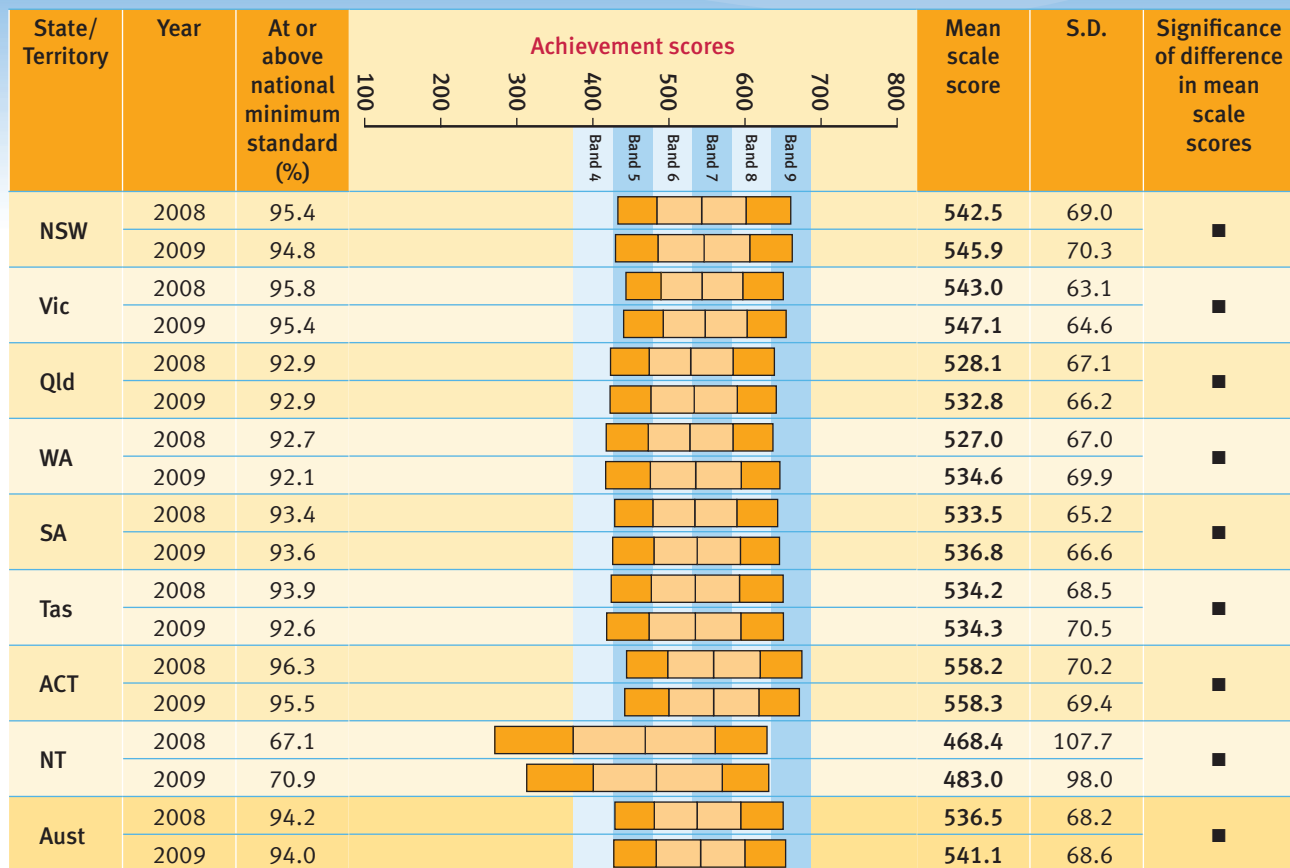 State/ Territory Year At or above national minimum standard (%) Achievement scores Mean scale score S.D. Significance of difference in mean scale scores
100 200 300 400 500 600 700 800
Band 4 Band 5 Band 6 Band 7 Band 8 Band 9
NSW
2008 95.4 542.5 69.0 ■
2009 94.8 545.9 70.3
Vic
2008 95.8 543.0 63.1 ■
2009 95.4 547.1 64.6
Qld
2008 92.9 528.1 67.1 ■
2009 92.9 532.8 66.2
WA
2008 92.7 527.0 67.0 ■
2009 92.1 534.6 69.9
SA
2008 93.4 533.5 65.2 ■
2009 93.6 536.8 66.6
Tas
2008 93.9 534.2 68.5 ■
2009 92.6 534.3 70.5
ACT
2008 96.3 558.2 70.2 ■
2009 95.5 558.3 69.4
NT
2008 67.1 468.4 107.7 ■
2009 70.9 483.0 98.0
Aust
2008 94.2 536.5 68.2 ■
2009 94.0 541.1 68.6